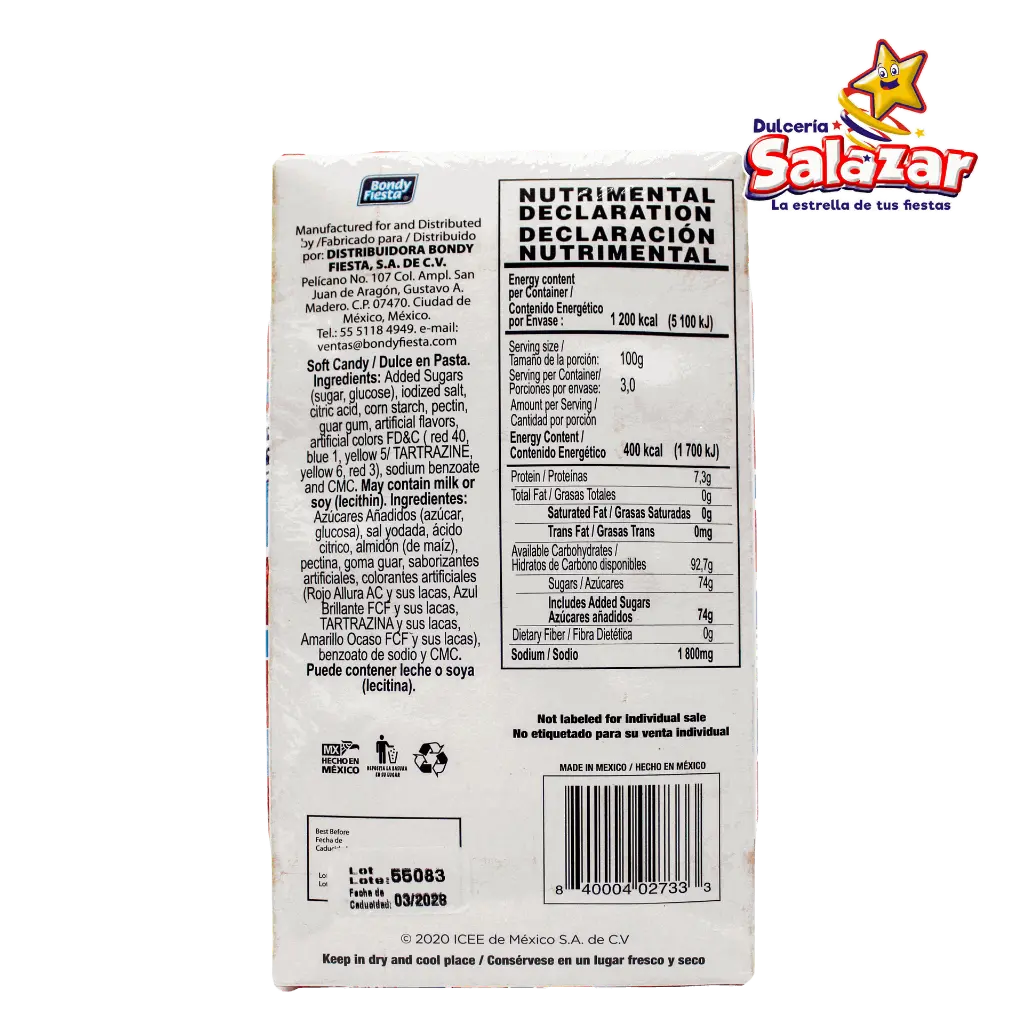 Dulcería
Salazar
La estrella de tus fiestas
Bondy
Fiesta
Manufactured for and Distributed
by /Fabricado para / Distribuido
por: DISTRIBUIDORA BONDY
FIESTA, S.A. DE C.V.
Pelícano No. 107 Col. Ampl. San
Juan de Aragón, Gustavo A.
Madero. C.P. 07470. Ciudad de
México, México.
Tel.: 55 5118 4949. e-mail:
ventas@bondyfiesta.com
Soft Candy / Dulce en Pasta.
Ingredients: Added Sugars
(sugar, glucose), iodized salt,
citric acid, corn starch, pectin,
guar gum, artificial flavors,
artificial colors FD&C ( red 40,
blue 1, yellow 5/ TARTRAZINE,
yellow 6, red 3), sodium benzoate
and CMC. May contain milk or
soy (lecithin). Ingredientes:
Azúcares Añadidos (azúcar,
glucosa), sal yodada, ácido
cítrico, almidón (de maíz),
pectina, goma guar, saborizantes
artificiales, colorantes artificiales
(Rojo Allura AC y sus lacas, Azul
Brillante FCF y sus lacas,
TARTRAZINA y sus lacas,
Amarillo Ocaso FCF y sus lacas),
benzoato de sodio y CMC.
Puede contener leche o soya
(lecitina).
MX
HECHO EN
MÉXICO
DEPOSITA LA BASURA
EN SU LUGAR
Best Before
Fecha de
Lot
Lote: 55083
Fecha de
Caducidad: 03/2028
NUTRIMENTAL
DECLARATION
DECLARACIÓN
NUTRIMENTAL
Energy content
per Container /
Contenido Energético
por Envase : 1 200 kcal (5 100 kJ)
Serving size /
Tamaño de la porción: 100g
Serving per Container/
Porciones por envase: 3,0
Amount per Serving /
Cantidad por porción
Energy Content /
Contenido Energético 400 kcal (1 700 kJ)
Protein / Proteínas 7,3g
Total Fat / Grasas Totales 0g
Saturated Fat / Grasas Saturadas 0g
Trans Fat / Grasas Trans 0mg
Available Carbohydrates /
Hidratos de Carbono disponibles 92,7g
Sugars / Azúcares 74g
Includes Added Sugars
Azúcares añadidos 74g
Dietary Fiber / Fibra Dietética 0g
Sodium / Sodio 1 800mg
Not labeled for individual sale
No etiquetado para su venta individual
MADE IN MEXICO / HECHO EN MÉXICO
8 40004 02733 3
© 2020 ICEE de México S.A. de C.V
Keep in dry and cool place / Consérvese en un lugar fresco y seco